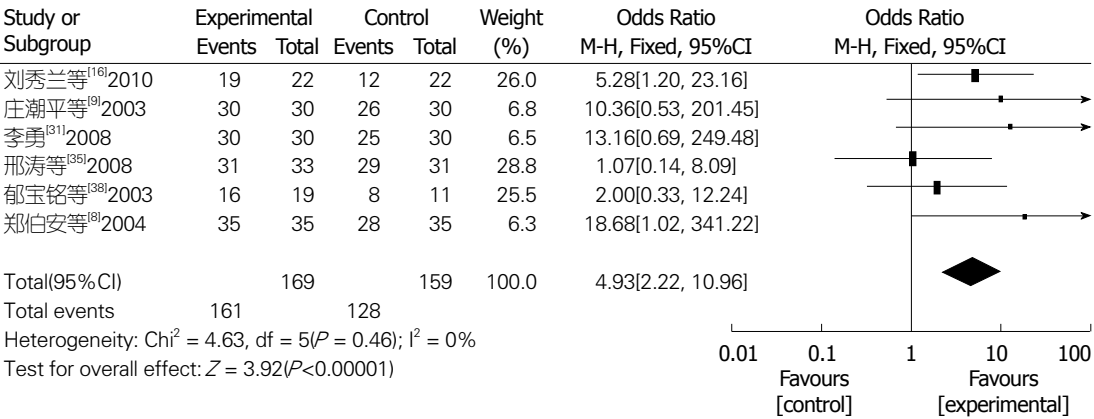 Study or Experimental Control Weight Odds Ratio Odds Ratio
Subgroup Events Total Events Total (%) M-H, Fixed, 95%CI M-H, Fixed, 95%CI
刘秀兰等[16]2010 19 22 12 22 26.0 5.28[1.20, 23.16]
庄潮平等[9]2003 30 30 26 30 6.8 10.36[0.53, 201.45]
李勇[31]2008 30 30 25 30 6.5 13.16[0.69, 249.48]
邢涛等[35]2008 31 33 29 31 28.8 1.07[0.14, 8.09]
郁宝铭等[38]2003 16 19 8 11 25.5 2.00[0.33, 12.24]
郑伯安等[8]2004 35 35 28 35 6.3 18.68[1.02, 341.22]
Total(95%CI) 169 159 100.0 4.93[2.22, 10.96]
Total events 161 128
Heterogeneity: Chi² = 4.63, df = 5(P = 0.46); I² = 0%
Test for overall effect: Z = 3.92(P<0.00001)
0.01 0.1 1 10 100
Favours Favours
[control] [experimental]